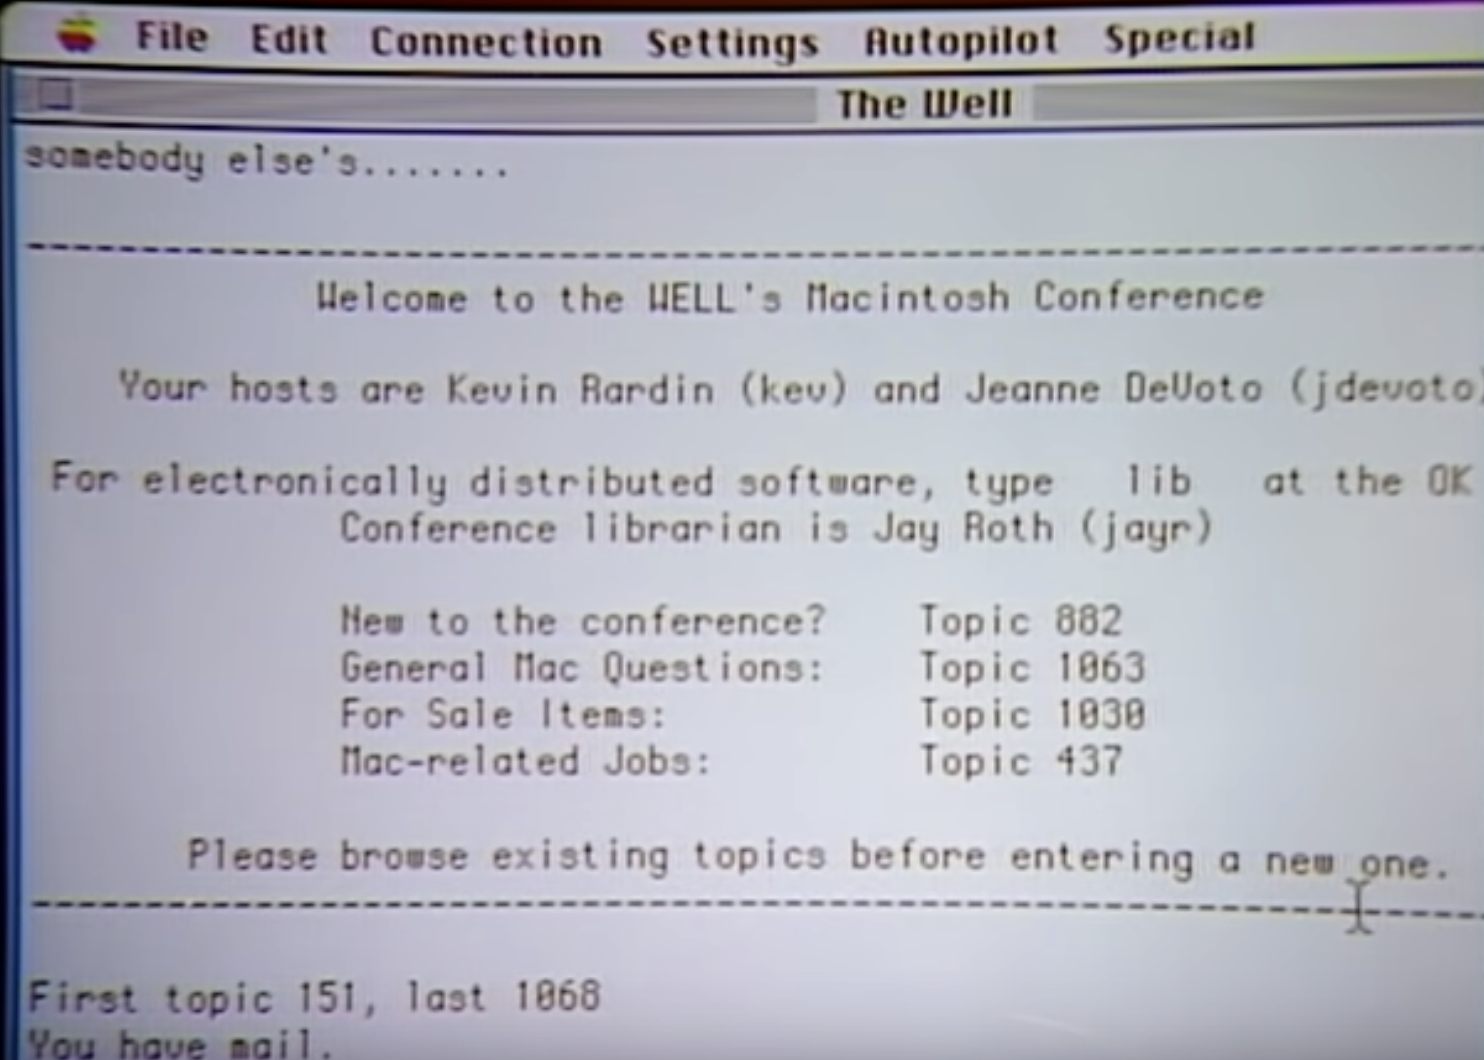 File Edit Connection Settings Autopilot Special
The Well
somebody else's.......
--------------------------------------------------------------
Welcome to the WELL's Macintosh Conference
Your hosts are Kevin Rardin (kev) and Jeanne DeVoto (jdevoto)
For electronically distributed software, type lib at the OK
Conference librarian is Jay Roth (jayr)
New to the conference? Topic 882
General Mac Questions: Topic 1063
For Sale Items: Topic 1030
Mac-related Jobs: Topic 437
Please browse existing topics before entering a new one.
--------------------------------------------------------------
First topic 151, last 1068
You have mail.